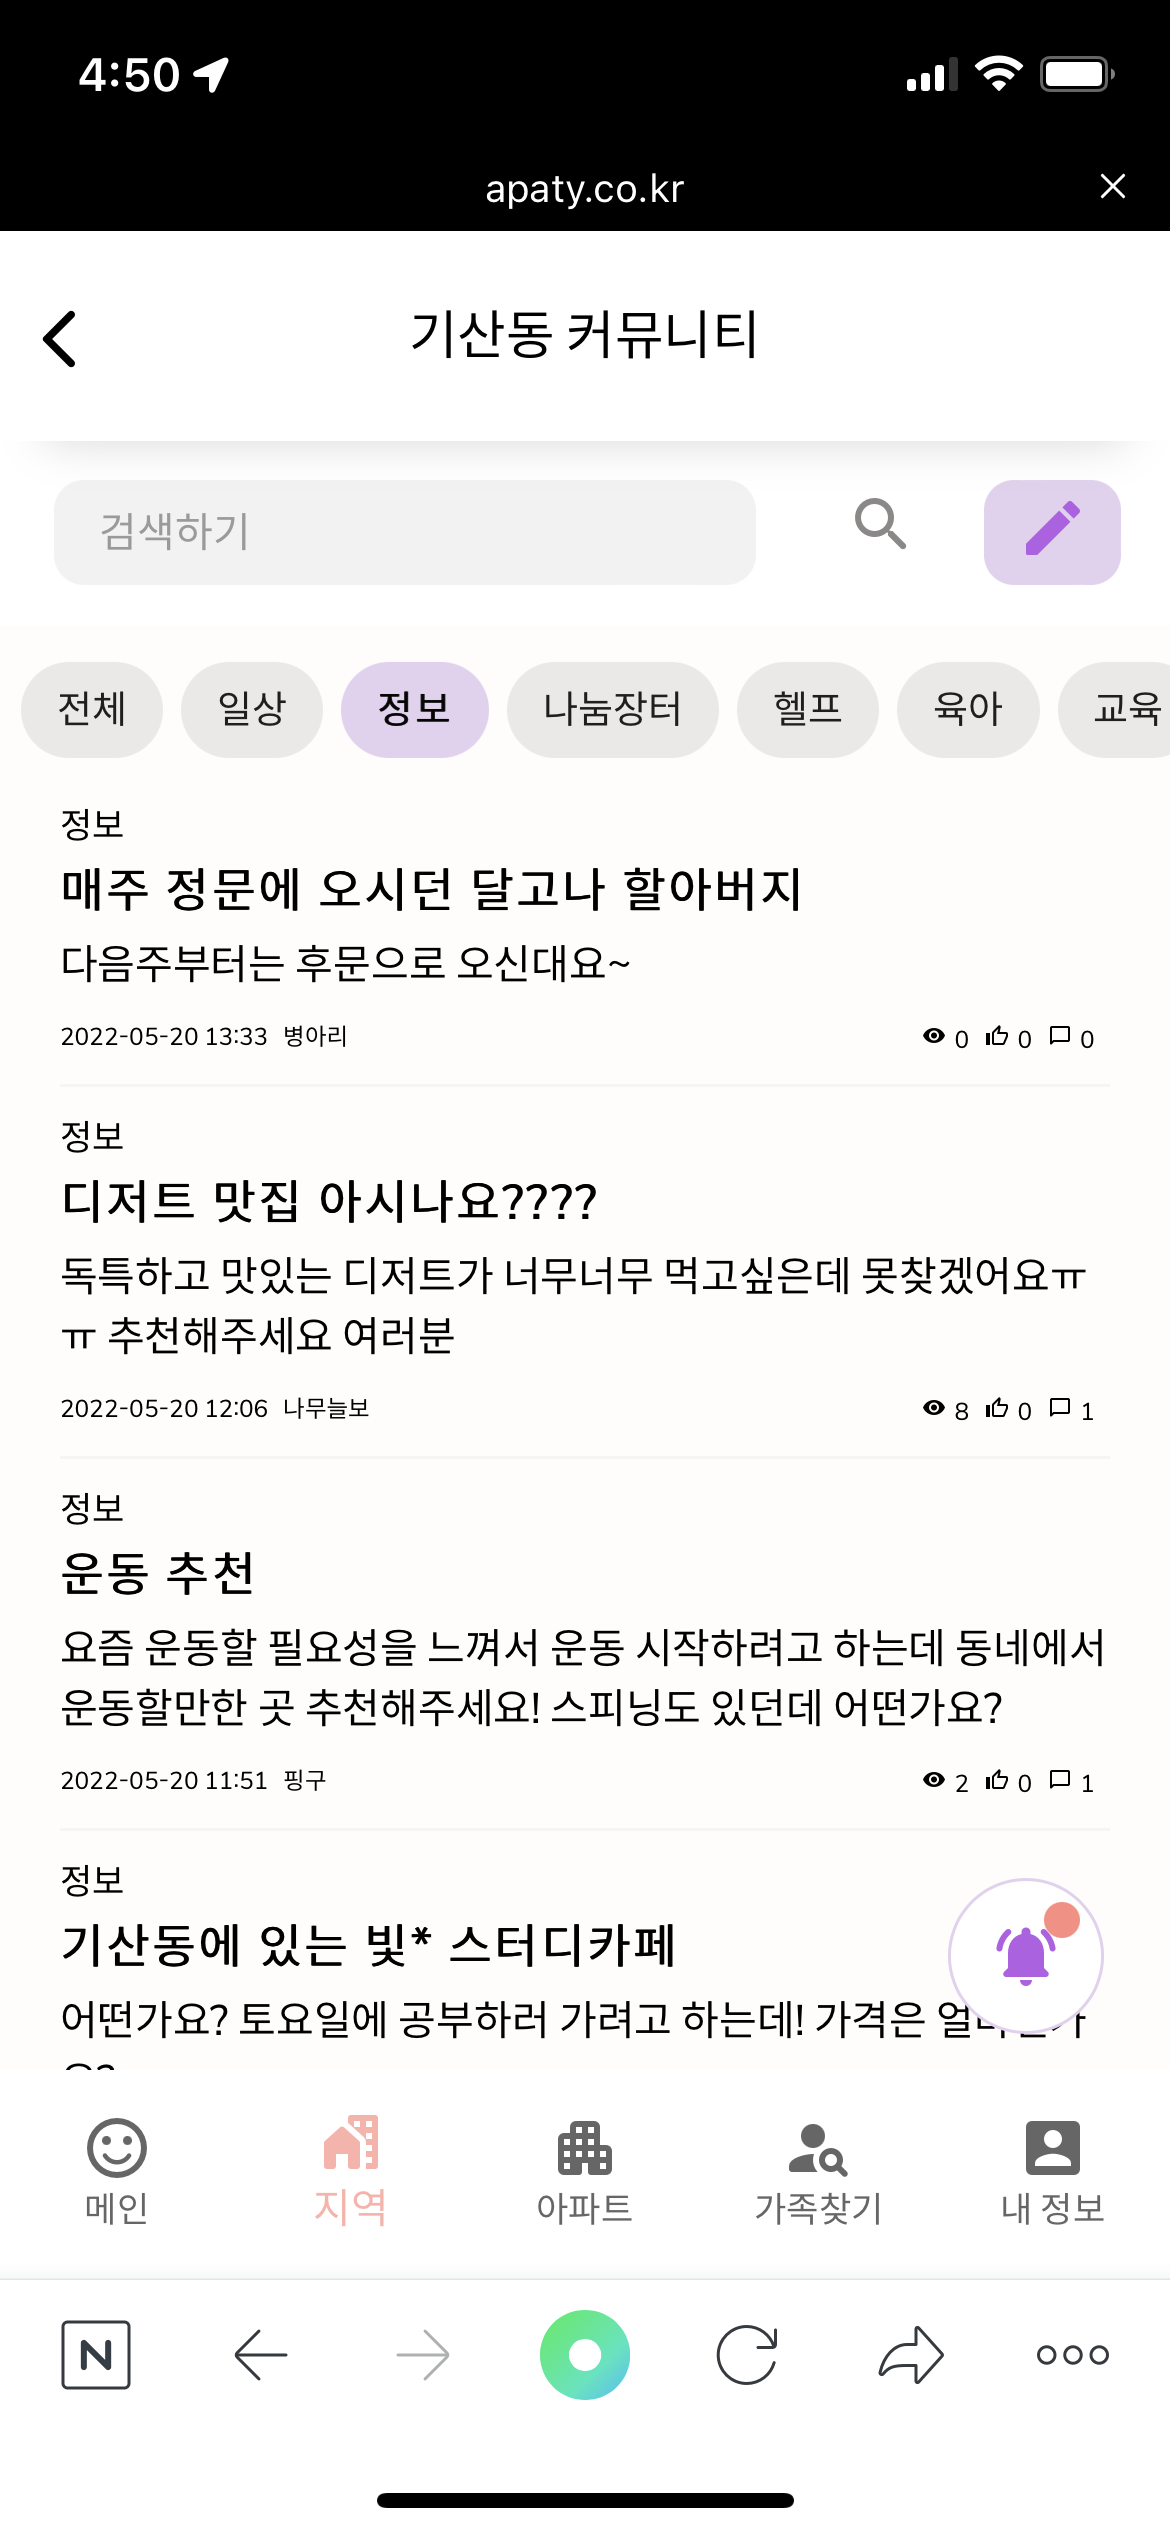 4:50
apaty.co.kr
기산동 커뮤니티
검색하기
전체 일상 정보 나눔장터 헬프 육아 교육
정보
매주 정문에 오시던 달고나 할아버지
다음주부터는 후문으로 오신대요~
2022-05-20 13:33 병아리 0 0 0
정보
디저트 맛집 아시나요????
독특하고 맛있는 디저트가 너무너무 먹고싶은데 못찾겠어요ㅠ
ㅠ 추천해주세요 여러분
2022-05-20 12:06 나무늘보 8 0 1
정보
운동 추천
요즘 운동할 필요성을 느껴서 운동 시작하려고 하는데 동네에서
운동할만한 곳 추천해주세요! 스피닝도 있던데 어떤가요?
2022-05-20 11:51 핑구 2 0 1
정보
기산동에 있는 빛* 스터디카페
어떤가요? 토요일에 공부하러 가려고 하는데! 가격은
메인 지역 아파트 가족찾기 내 정보
N